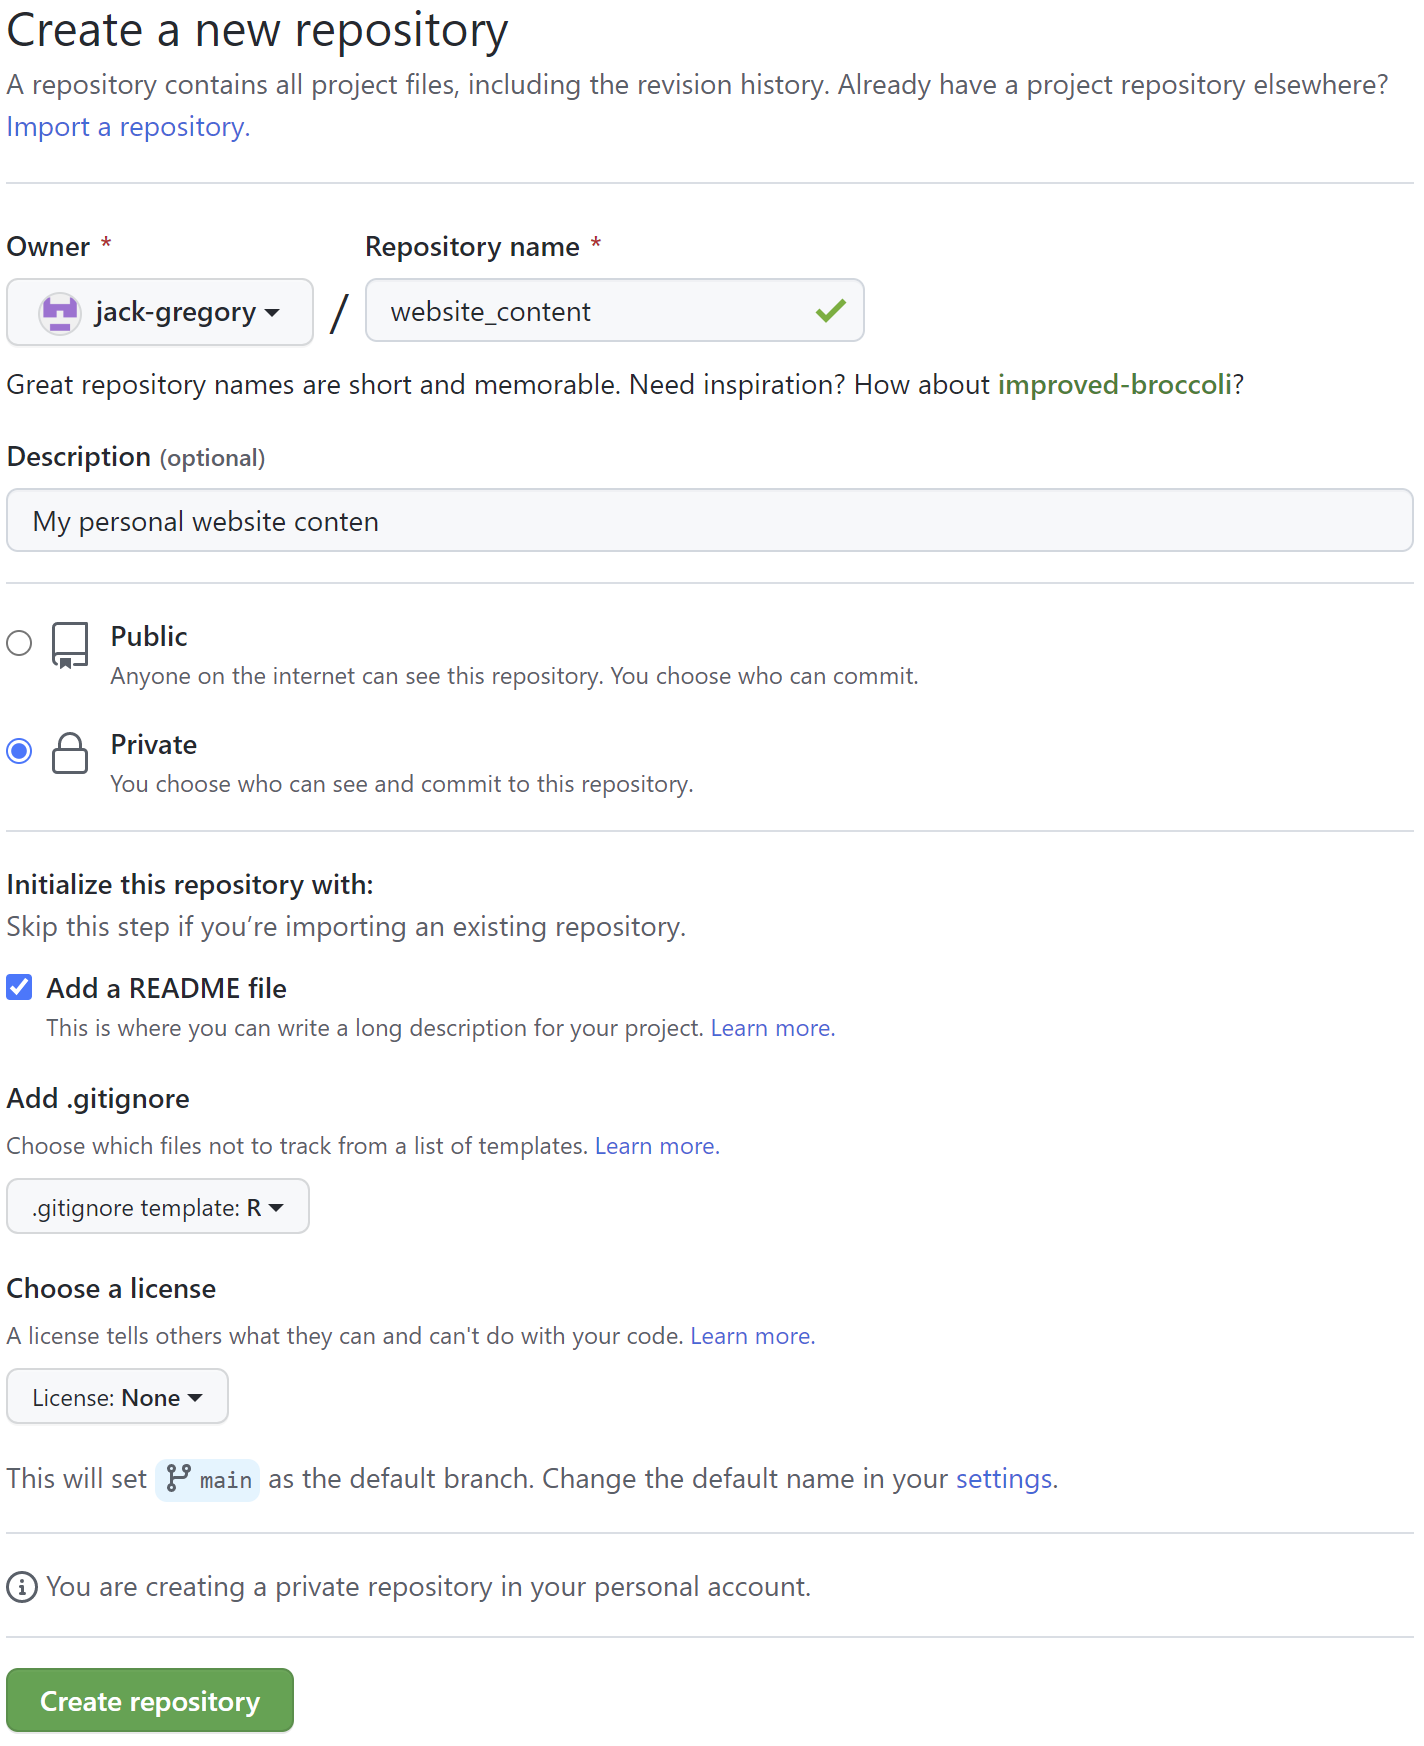 Create a new repository
A repository contains all project files, including the revision history. Already have a project repository elsewhere?
Import a repository.
Owner *
Repository name *
jack-gregory
/
website_content
Great repository names are short and memorable. Need inspiration? How about improved-broccoli?
Description (optional)
My personal website conten
Public
Anyone on the internet can see this repository. You choose who can commit.
Private
You choose who can see and commit to this repository.
Initialize this repository with:
Skip this step if you’re importing an existing repository.
Add a README file
This is where you can write a long description for your project. Learn more.
Add .gitignore
Choose which files not to track from a list of templates. Learn more.
.gitignore template: R
Choose a license
A license tells others what they can and can't do with your code. Learn more.
License: None
This will set main as the default branch. Change the default name in your settings.
You are creating a private repository in your personal account.
Create repository